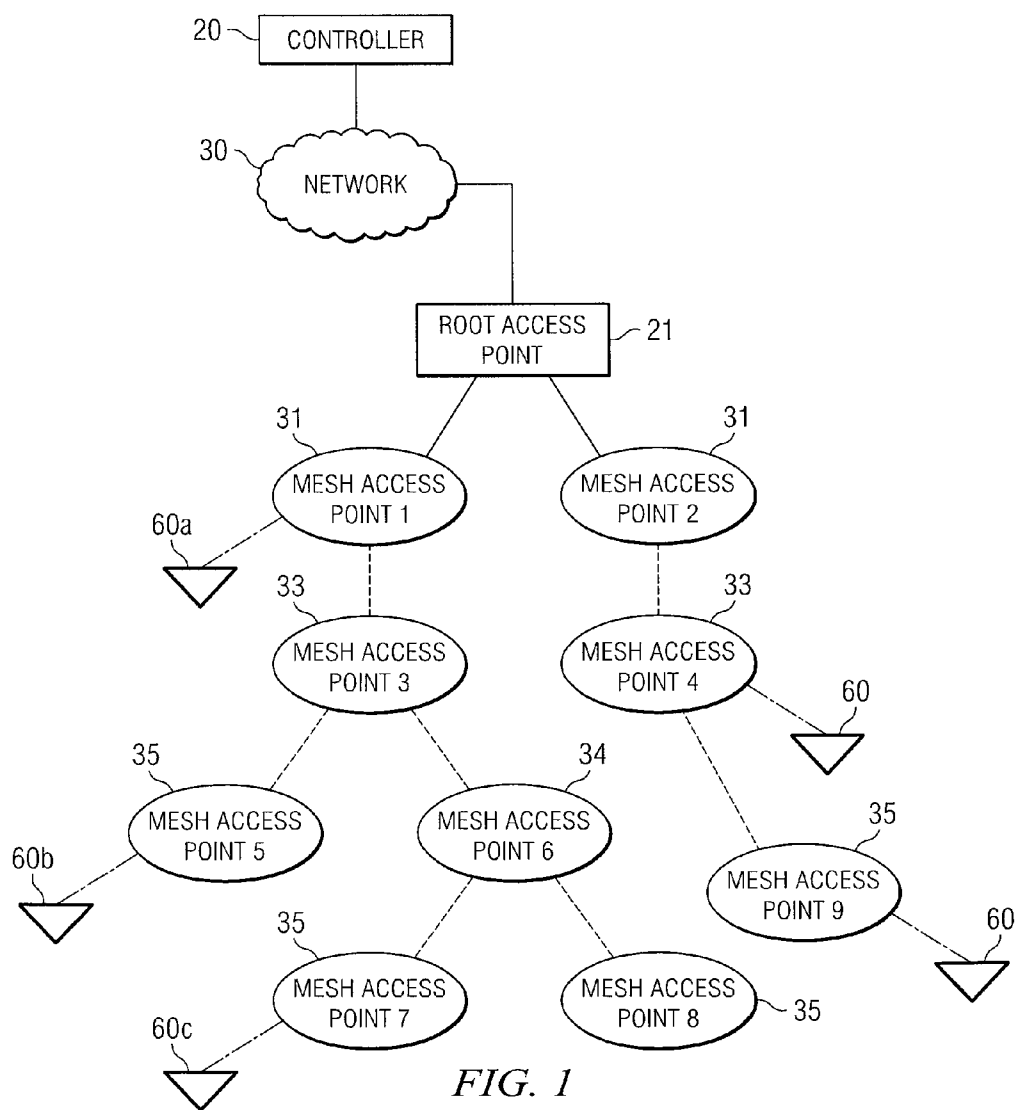 20
CONTROLLER
30
NETWORK
ROOT ACCESS
POINT
21
31
MESH ACCESS
POINT 1
31
MESH ACCESS
POINT 2
60a
33
MESH ACCESS
POINT 3
33
MESH ACCESS
POINT 4
60
35
MESH ACCESS
POINT 5
34
MESH ACCESS
POINT 6
35
MESH ACCESS
POINT 9
60b
60
35
MESH ACCESS
POINT 7
MESH ACCESS
POINT 8
35
60c
FIG. 1